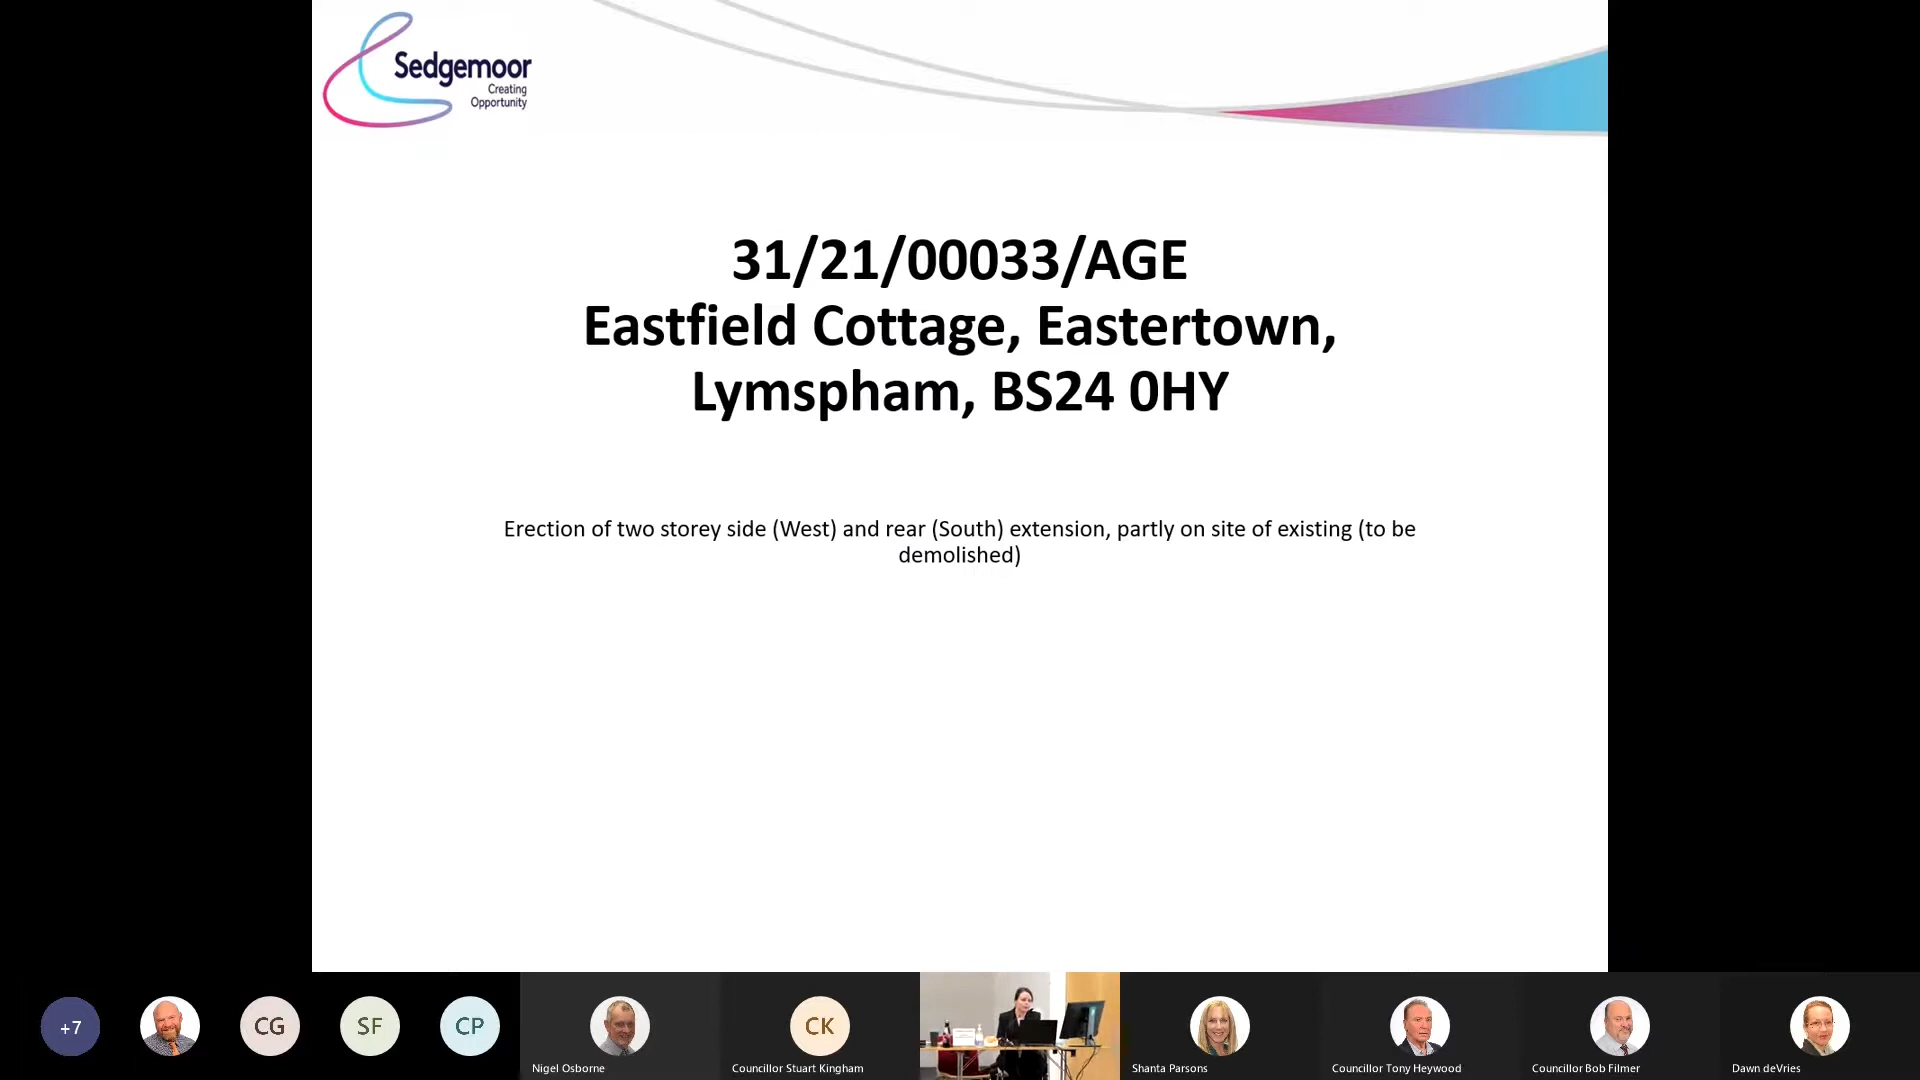 Sedgemoor
Creating
Opportunity
31/21/00033/AGE
Eastfield Cottage, Eastertown,
Lymspham, BS24 0HY
Erection of two storey side (West) and rear (South) extension, partly on site of existing (to be
demolished)
+7
CG
SF
CP
Nigel Osborne
CK
Councillor Stuart Kingham
Shanta Parsons
Councillor Tony Heywood
Councillor Bob Filmer
Dawn deVries